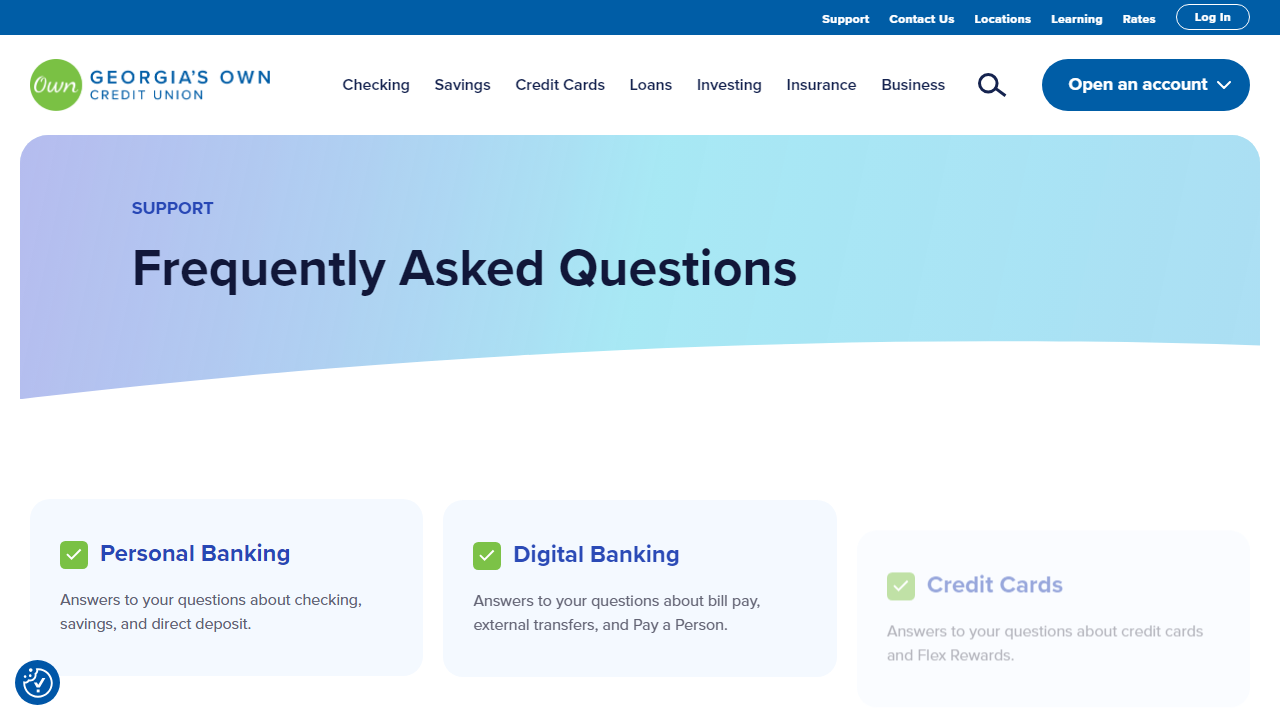 Support Contact Us Locations Learning Rates Log In
Own GEORGIA'S OWN
CREDIT UNION
Checking Savings Credit Cards Loans Investing Insurance Business Open an account
SUPPORT
Frequently Asked Questions
Personal Banking
Answers to your questions about checking,
savings, and direct deposit.
Digital Banking
Answers to your questions about bill pay,
external transfers, and Pay a Person.
Credit Cards
Answers to your questions about credit cards
and Flex Rewards.